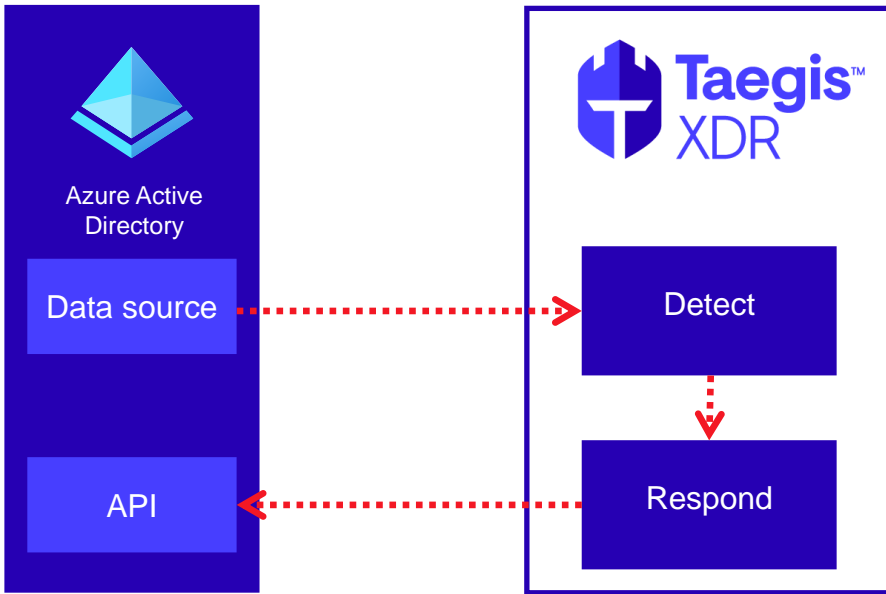 Taegis™
XDR
Azure Active
Directory
Data source
Detect
API
Respond